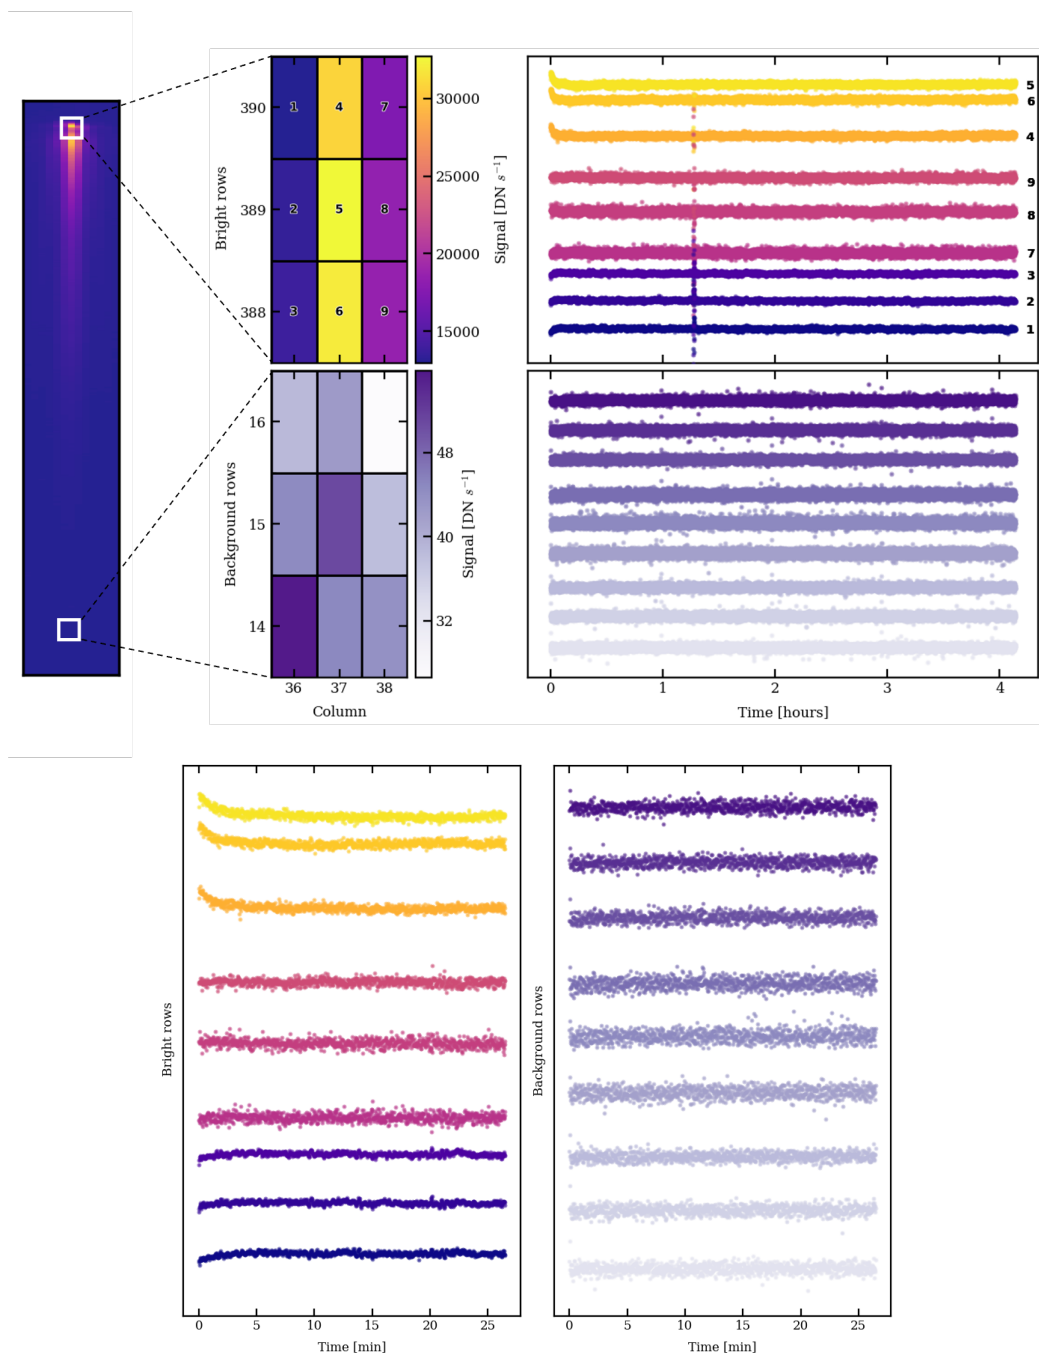 390
389
388
Bright rows
1 4 7
2 5 8
3 6 9
30000
25000
20000
15000
Signal [DN s⁻¹]
5
6
4
9
8
7
3
2
1
16
15
14
Background rows
36 37 38
Column
48
40
32
Signal [DN s⁻¹]
0 1 2 3 4
Time [hours]
Bright rows
0 5 10 15 20 25
Time [min]
Background rows
0 5 10 15 20 25
Time [min]